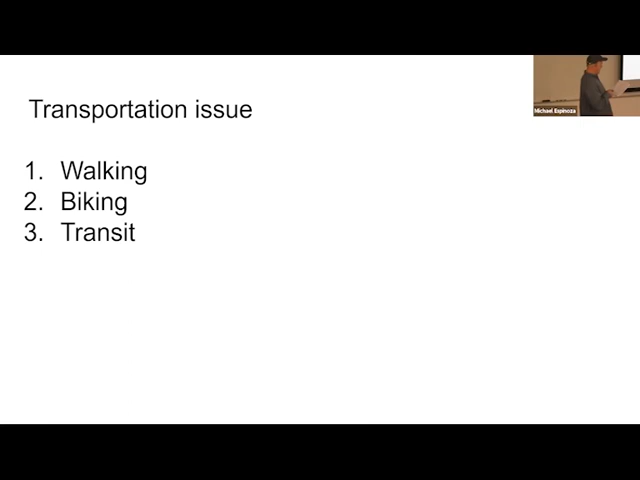 Transportation issue
1. Walking
2. Biking
3. Transit
Michael Espinoza